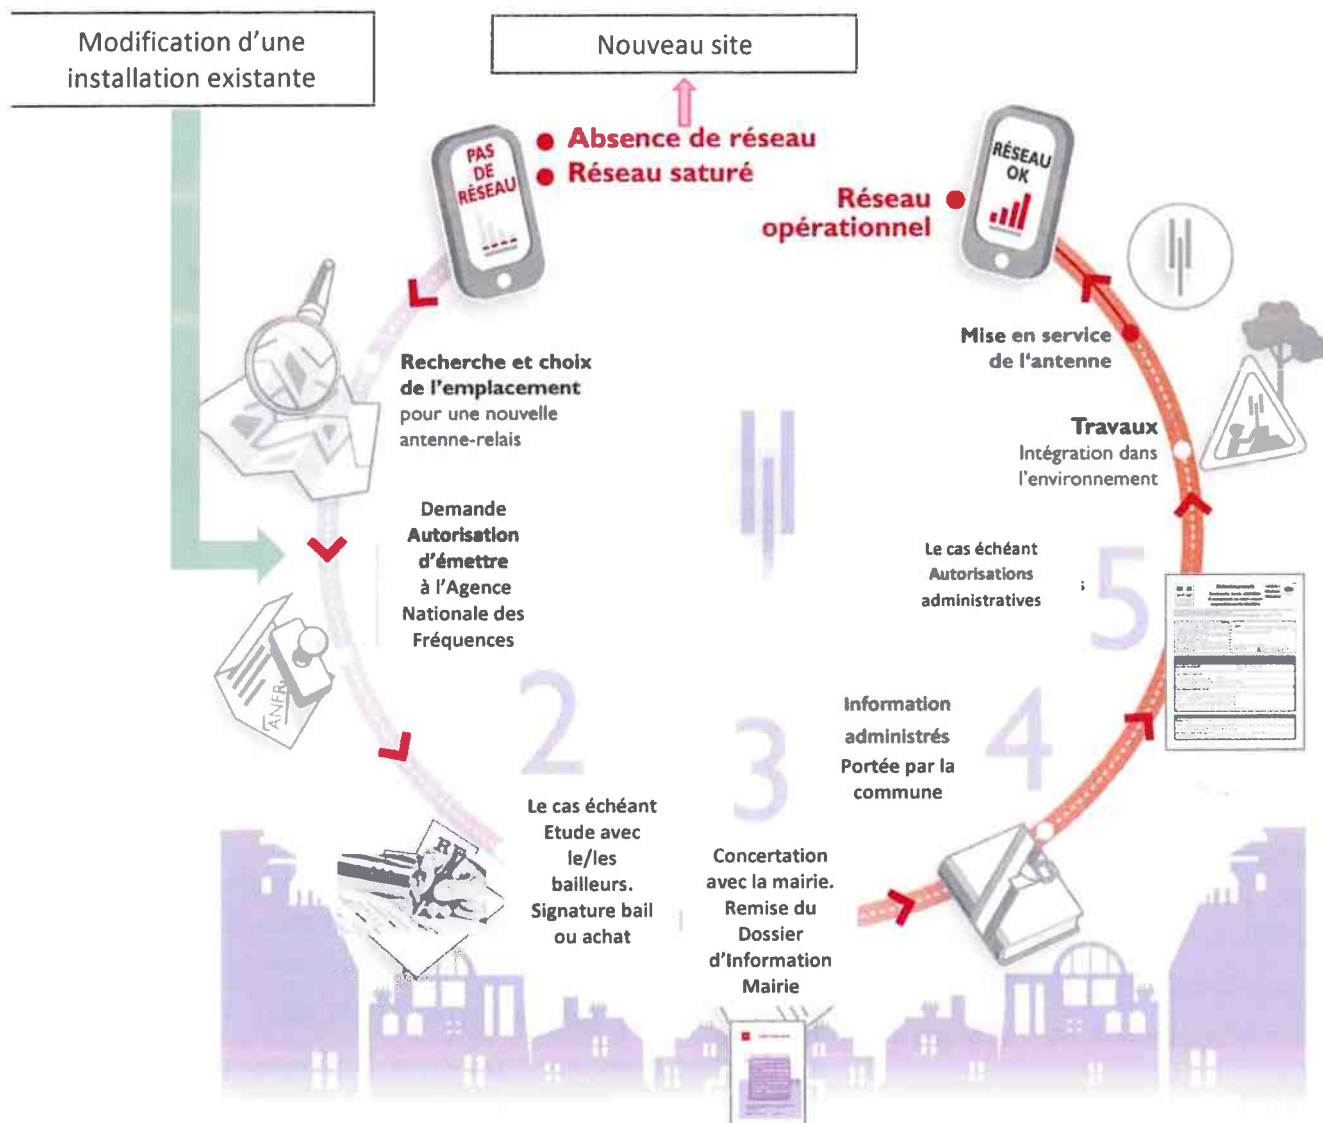 Modification d'une
installation existante
Nouveau site
Absence de réseau
Réseau saturé
PAS
DE
RÉSEAU
RÉSEAU
OK
Réseau
opérationnel
Recherche et choix
de l'emplacement
pour une nouvelle
antenne-relais
Mise en service
de l'antenne
Travaux
Intégration dans
l'environnement
Demande
Autorisation
d'émettre
à l'Agence
Nationale des
Fréquences
ANFR
Le cas échéant
Autorisations
administratives
5
2
Le cas échéant
Etude avec
le/les
bailleurs.
Signature bail
ou achat
3
Concertation
avec la mairie.
Remise du
Dossier
d'Information
Mairie
4
Information
administrés
Portée par la
commune